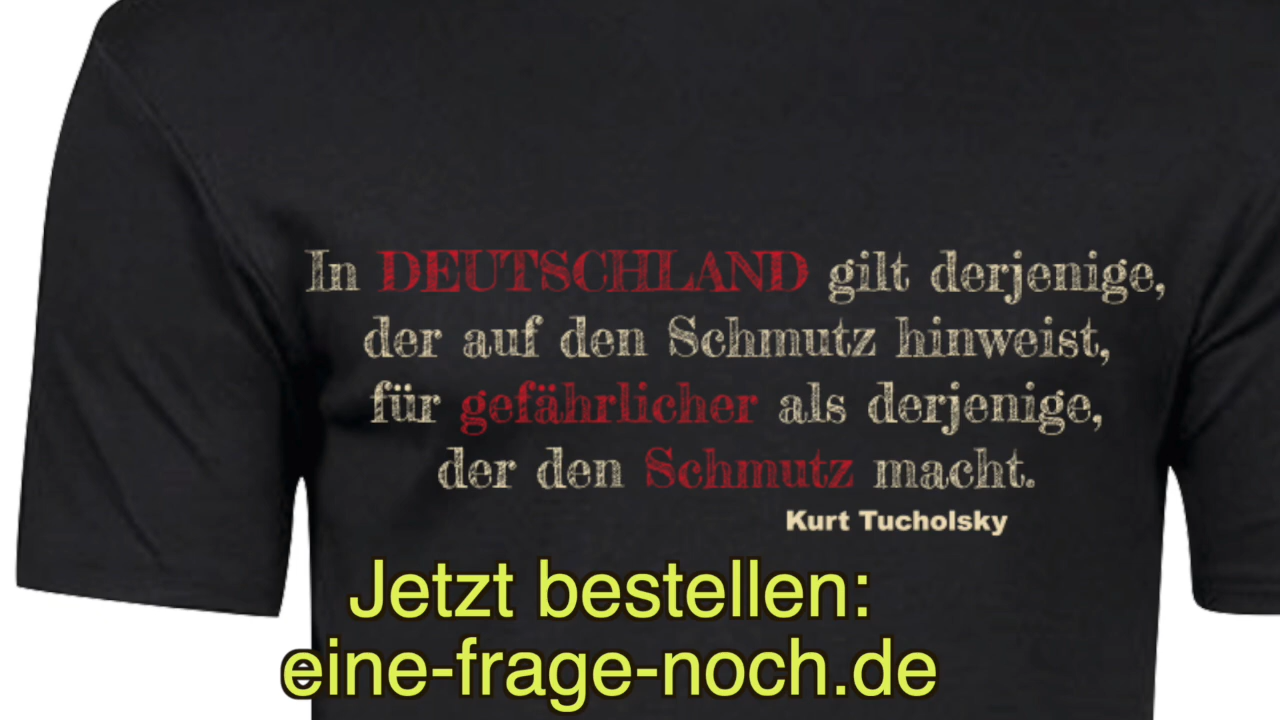 In DEUTSCHLAND gilt derjenige,
der auf den Schmutz hinweist,
für gefährlicher als derjenige,
der den Schmutz macht.
Kurt Tucholsky
Jetzt bestellen:
eine-frage-noch.de